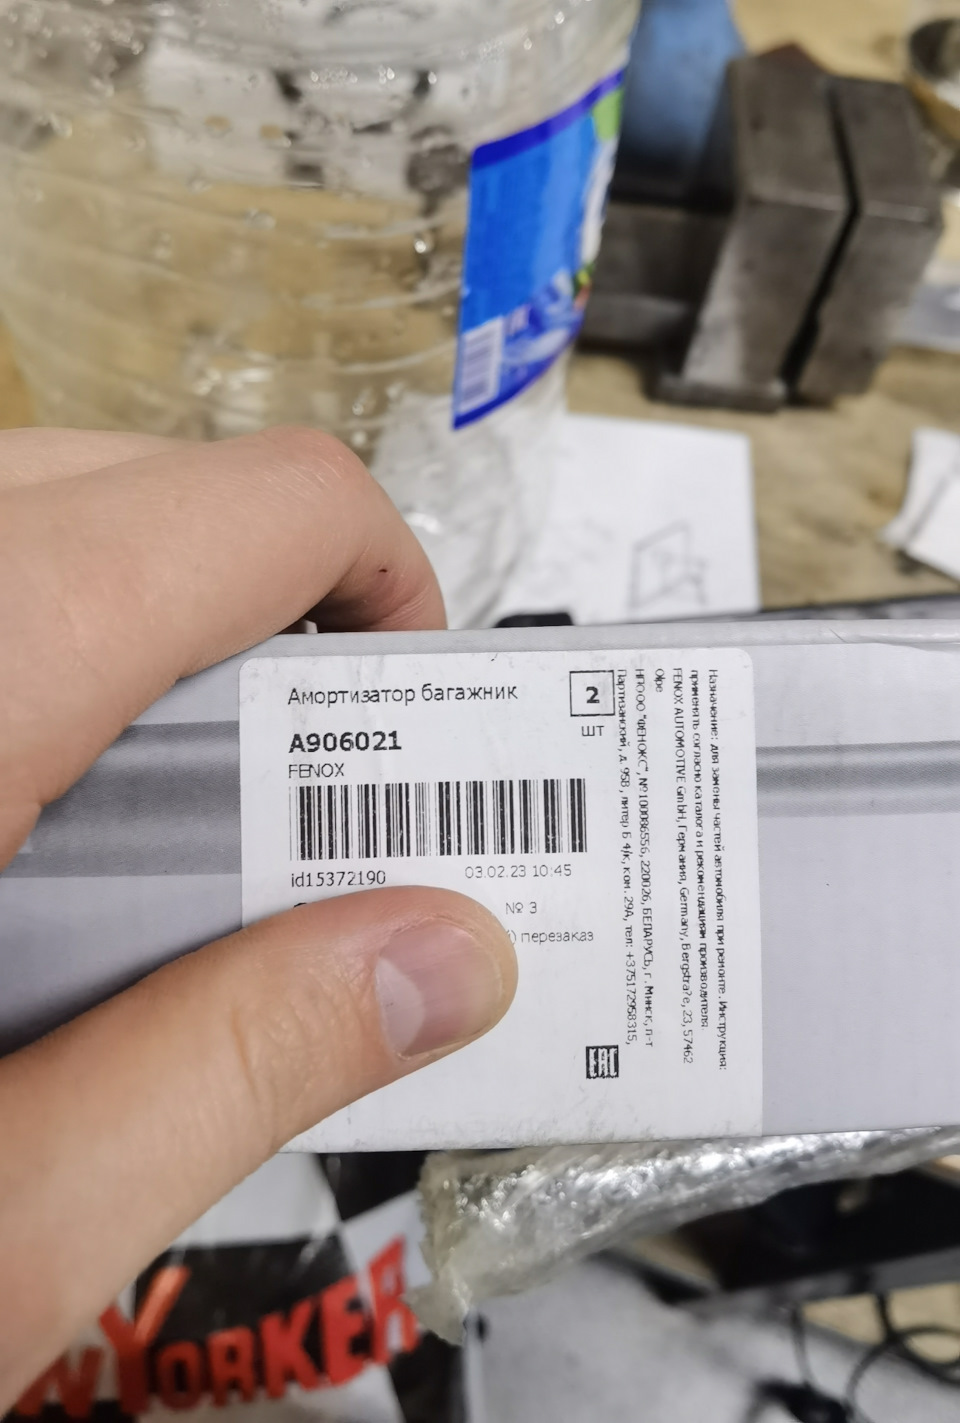 Амортизатор багажник
2
шт
A906021
FENOX
id15372190
03.02.23 10:45
№ 3
перезаказ
Назначение: для замены частей автомобиля при ремонте. Инструкция:
применять согласно каталога и рекомендациям производителя
FENOX AUTOMOTIVE GmbH, Германия, Germany, Bergstra?e, 23, 57462
Olpe
НПООО "ФЕНОКС", №100086556, 220026, БЕЛАРУСЬ, г. Минск, п-т
Партизанский, д. 95В, литер Б 4/к, ком. 29А, тел: +375172958315,
EAC
YORKER